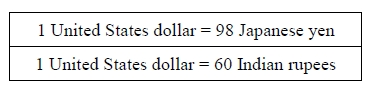 1 United States dollar = 98 Japanese yen
1 United States dollar = 60 Indian rupees